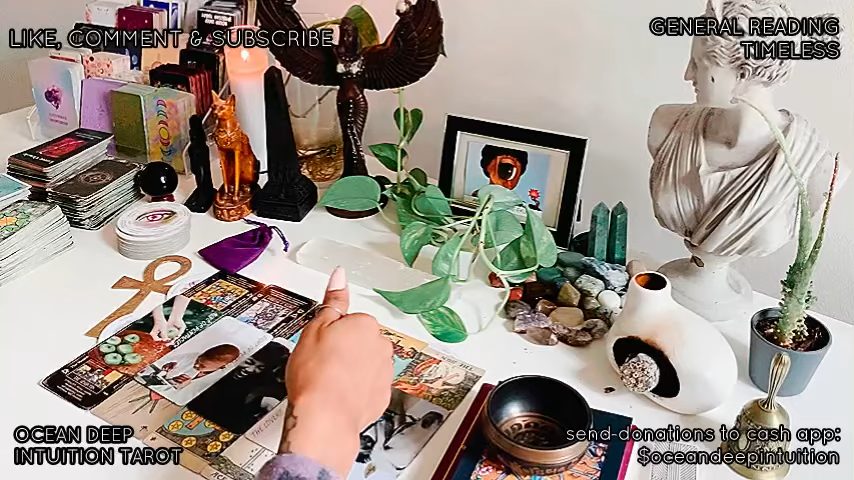 LIKE, COMMENT & SUBSCRIBE
GENERAL READING
TIMELESS
OCEAN DEEP
INTUITION TAROT
send donations to cash app:
$oceandeepintuition